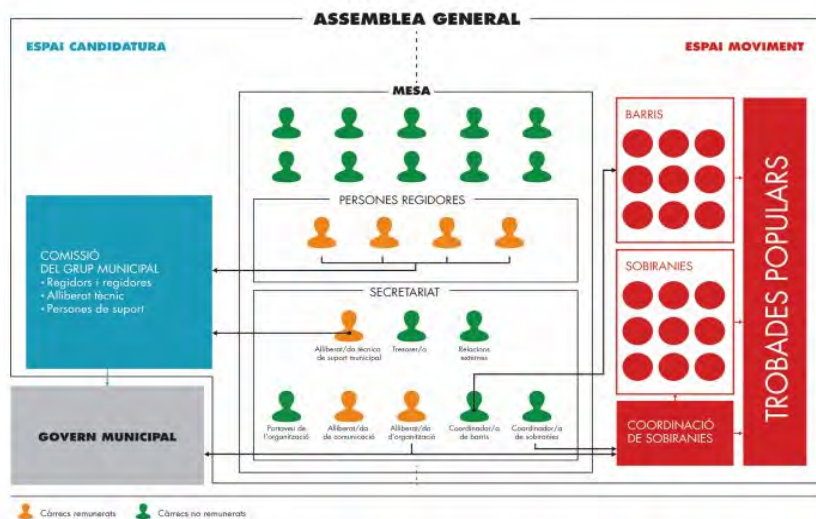 ASSEMBLEA GENERAL
ESPAI CANDIDATURA
ESPAI MOVIMENT
MESA
PERSONES REGIDORES
COMISSIÓ
DEL GRUP MUNICIPAL
• Regidors i regidores
• Alliberat tècnic
• Persones de suport
SECRETARIAT
Alliberat/da tècnica
de suport municipal
Tresorer/a
Relacions
externes
Portaveu de
l'organització
Alliberat/da
de comunicació
Alliberat/da
d'organització
Coordinador/a
de barris
Coordinador/a
de sobiranies
GOVERN MUNICIPAL
BARRIS
SOBIRANIES
COORDINACIÓ
DE SOBIRANIES
TROBADES POPULARS
Càrrecs remunerats
Càrrecs no remunerats